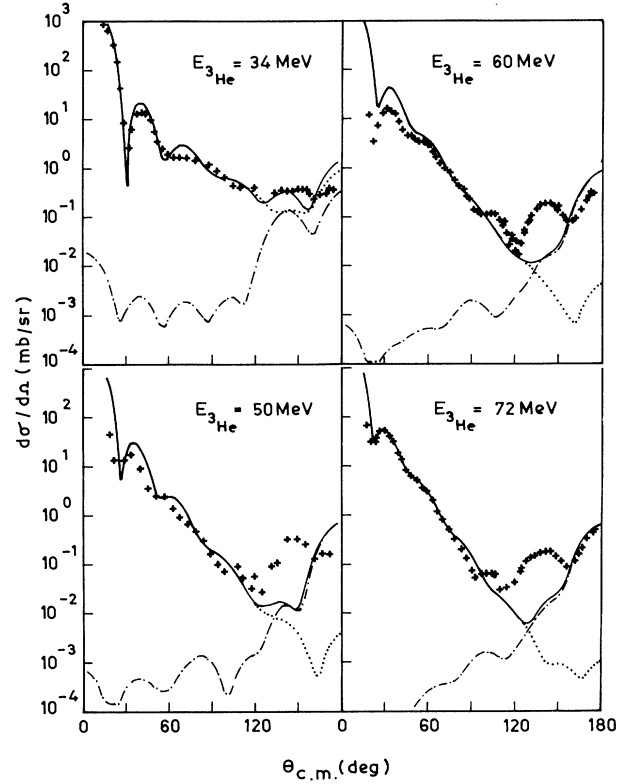 dσ/dΩ (mb/sr)
10³
10²
10¹
10⁰
10⁻¹
10⁻²
10⁻³
10⁻⁴
E₃He = 34 MeV
E₃He = 60 MeV
10²
10¹
10⁰
10⁻¹
10⁻²
10⁻³
10⁻⁴
E₃He = 50 MeV
E₃He = 72 MeV
0 60 120 0 60 120 180
θc.m. (deg)